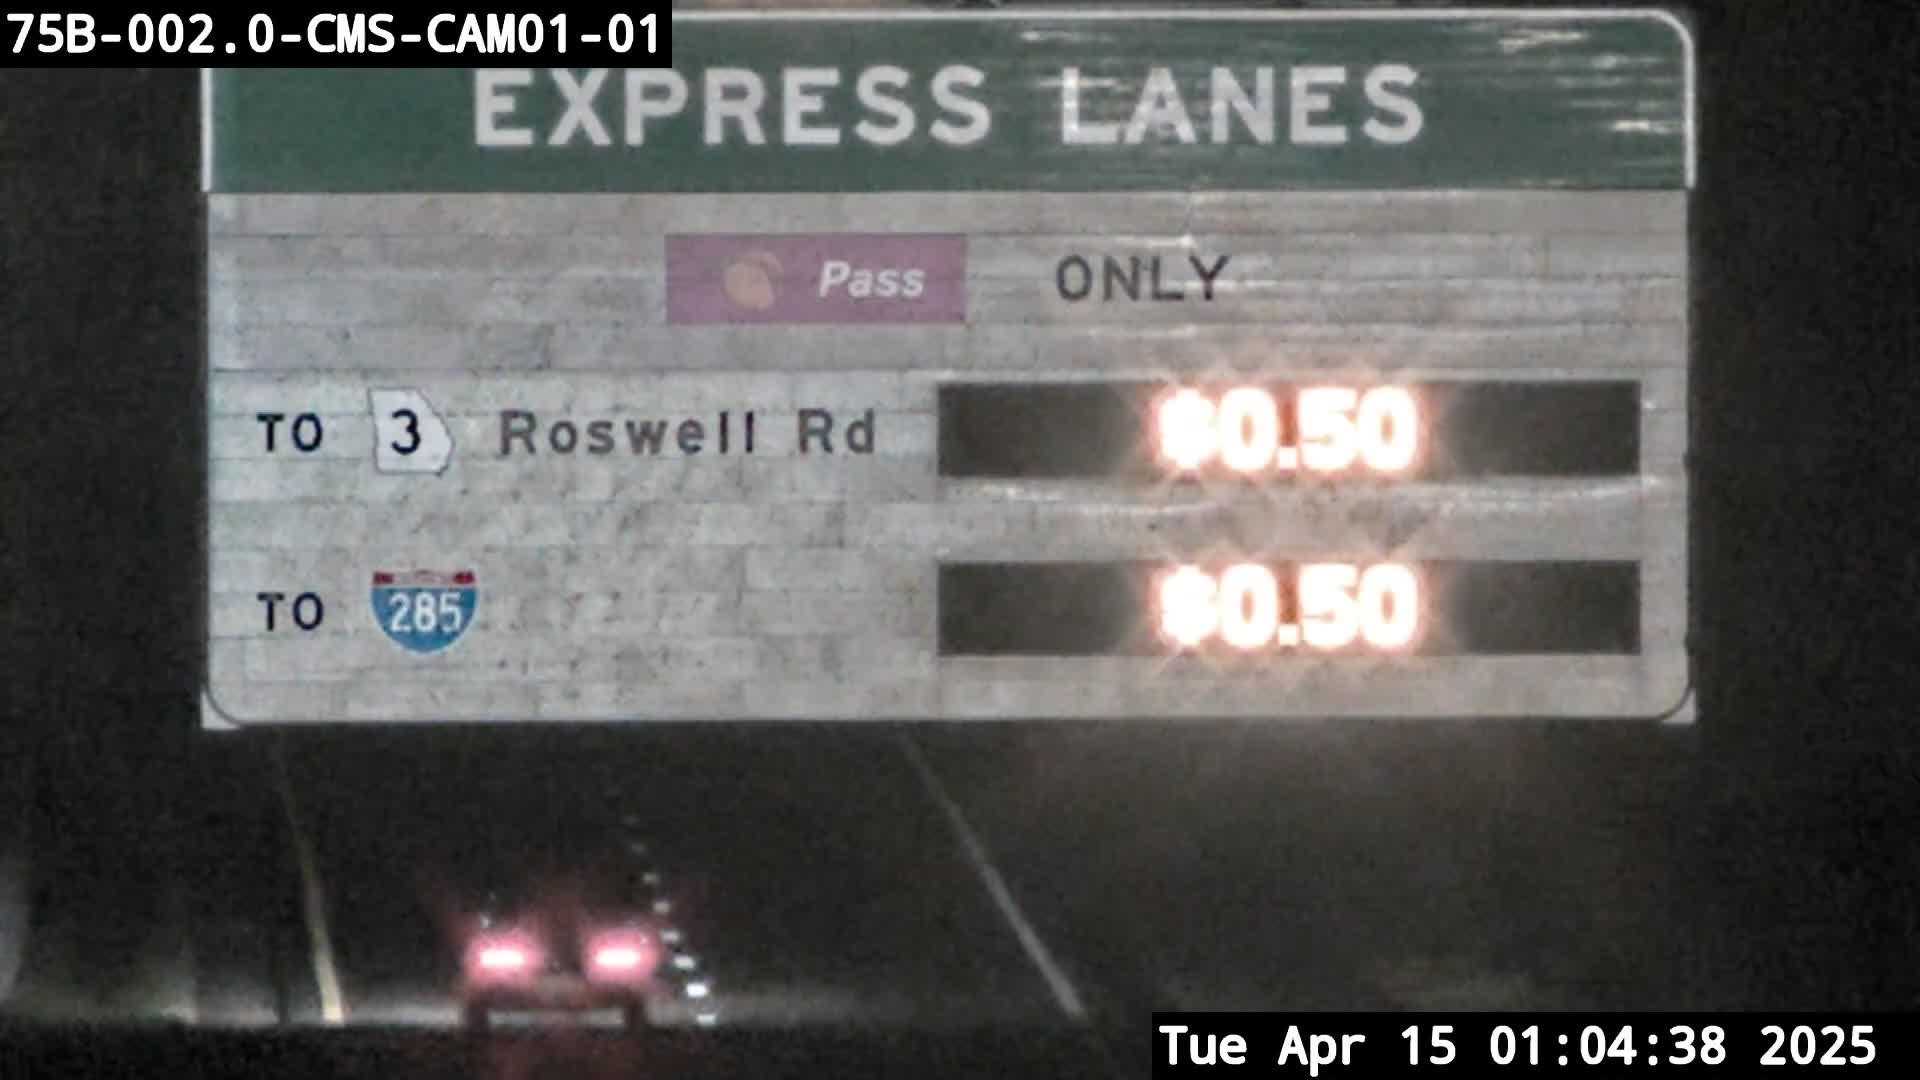 75B-002.0-CMS-CAM01-01
EXPRESS LANES
Pass ONLY
TO 3 Roswell Rd $0.50
TO 285 $0.50
Tue Apr 15 01:04:38 2025